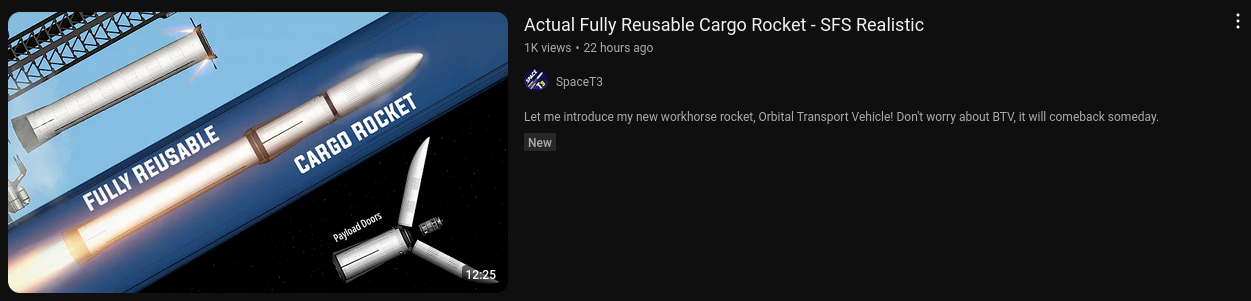 FULLY REUSABLE
CARGO ROCKET
Payload Doors
12:25
Actual Fully Reusable Cargo Rocket - SFS Realistic
1K views • 22 hours ago
SPACE
T3
SpaceT3
Let me introduce my new workhorse rocket, Orbital Transport Vehicle! Don't worry about BTV, it will comeback someday.
New